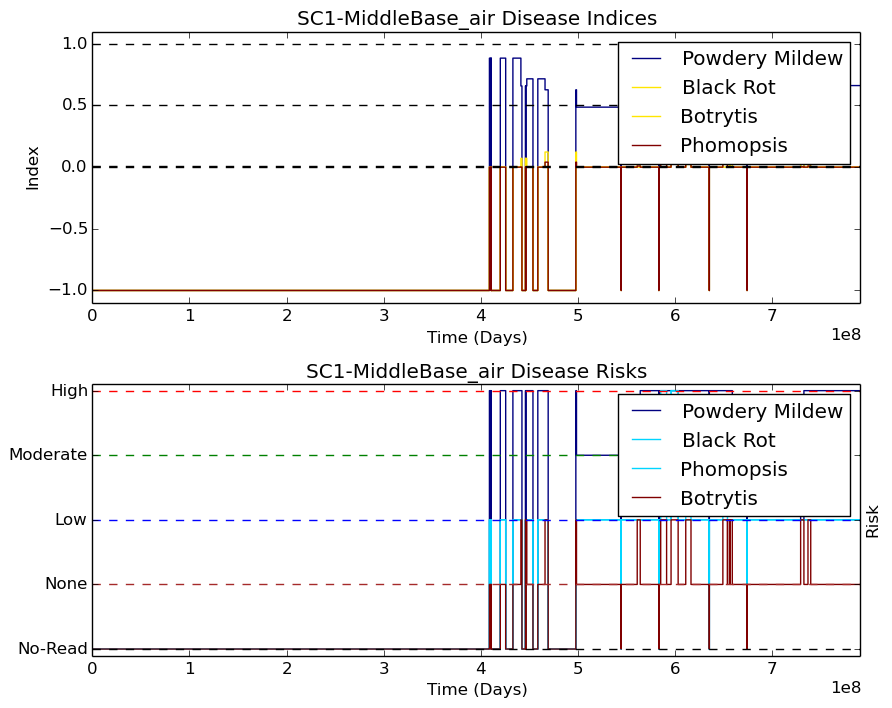 SC1-MiddleBase_air Disease Indices
1.0
0.5
0.0
−0.5
−1.0
Index
Powdery Mildew
Black Rot
Botrytis
Phomopsis
0 1 2 3 4 5 6 7
1e8
Time (Days)
SC1-MiddleBase_air Disease Risks
High
Moderate
Low
None
No-Read
Powdery Mildew
Black Rot
Phomopsis
Botrytis
Risk
0 1 2 3 4 5 6 7
1e8
Time (Days)